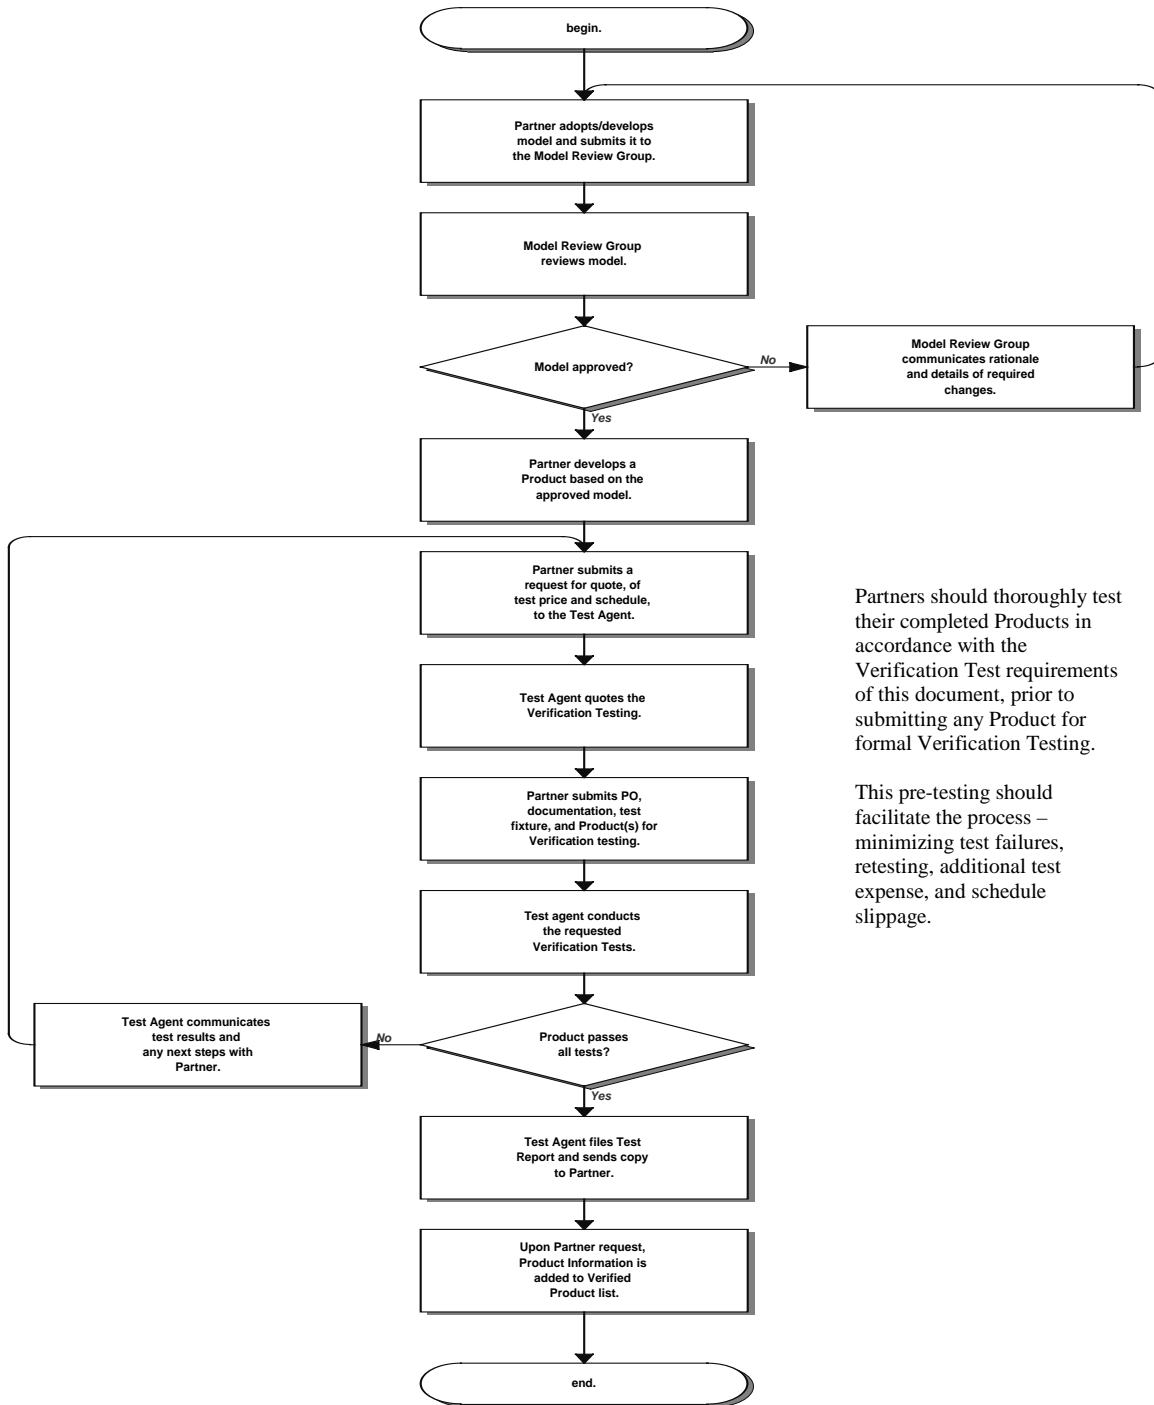 begin.
Partner adopts/develops
model and submits it to
the Model Review Group.
Model Review Group
reviews model.
Model approved?
No
Model Review Group
communicates rationale
and details of required
changes.
Yes
Partner develops a
Product based on the
approved model.
Partner submits a
request for quote, of
test price and schedule,
to the Test Agent.
Partners should thoroughly test
their completed Products in
accordance with the
Verification Test requirements
of this document, prior to
submitting any Product for
formal Verification Testing.
This pre-testing should
facilitate the process –
minimizing test failures,
retesting, additional test
expense, and schedule
slippage.
Test Agent quotes the
Verification Testing.
Partner submits PO,
documentation, test
fixture, and Product(s) for
Verification testing.
Test agent conducts
the requested
Verification Tests.
Product passes
all tests?
No
Test Agent communicates
test results and
any next steps with
Partner.
Yes
Test Agent files Test
Report and sends copy
to Partner.
Upon Partner request,
Product Information is
added to Verified
Product list.
end.